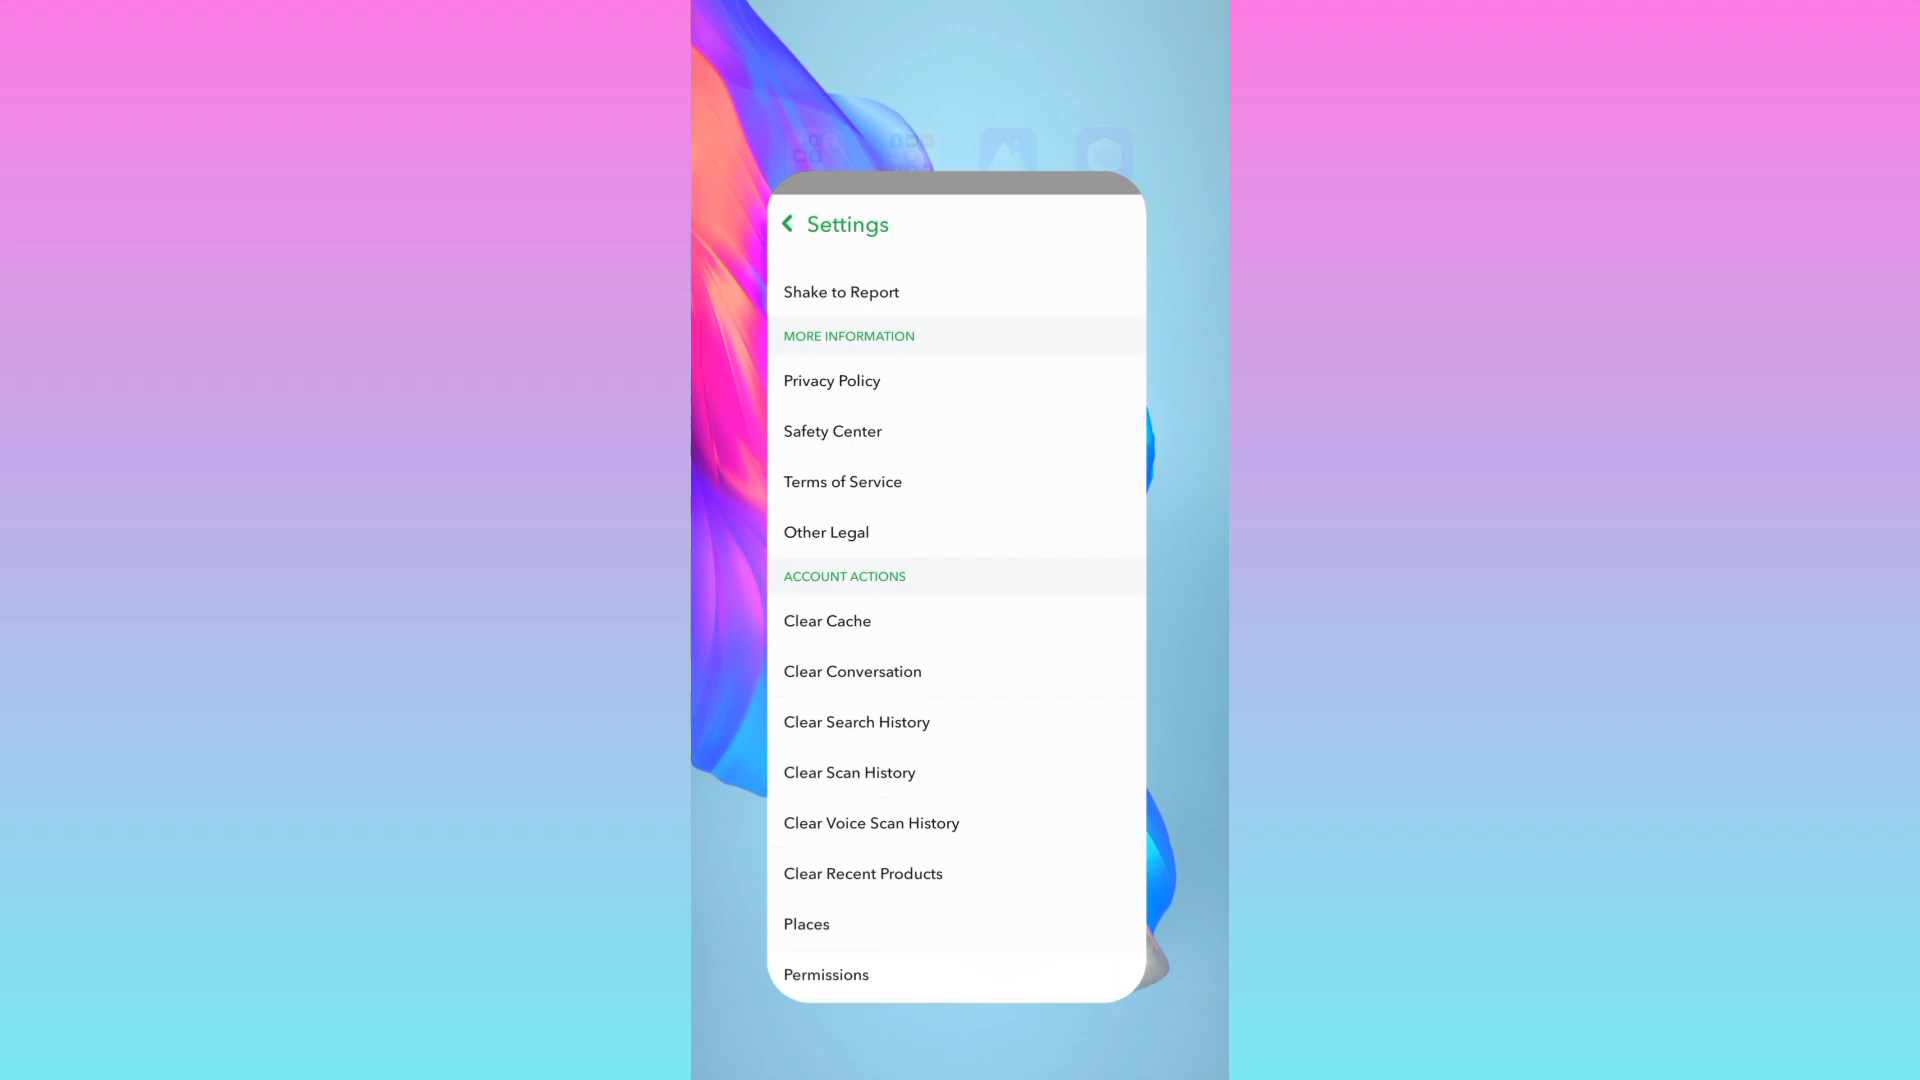 Settings
Shake to Report
MORE INFORMATION
Privacy Policy
Safety Center
Terms of Service
Other Legal
ACCOUNT ACTIONS
Clear Cache
Clear Conversation
Clear Search History
Clear Scan History
Clear Voice Scan History
Clear Recent Products
Places
Permissions